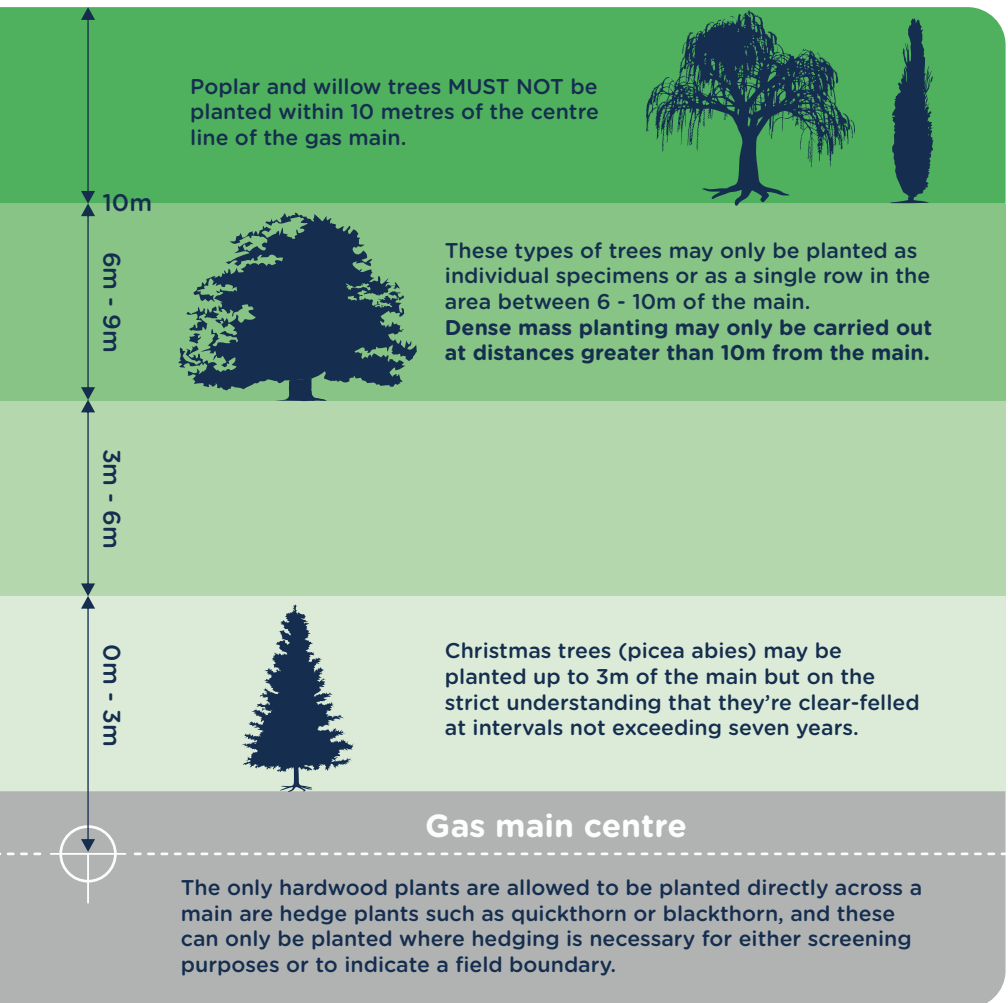 Poplar and willow trees MUST NOT be
planted within 10 metres of the centre
line of the gas main.
10m
6m - 9m
These types of trees may only be planted as
individual specimens or as a single row in the
area between 6 - 10m of the main.
Dense mass planting may only be carried out
at distances greater than 10m from the main.
3m - 6m
0m - 3m
Christmas trees (picea abies) may be
planted up to 3m of the main but on the
strict understanding that they're clear-felled
at intervals not exceeding seven years.
Gas main centre
The only hardwood plants are allowed to be planted directly across a
main are hedge plants such as quickthorn or blackthorn, and these
can only be planted where hedging is necessary for either screening
purposes or to indicate a field boundary.